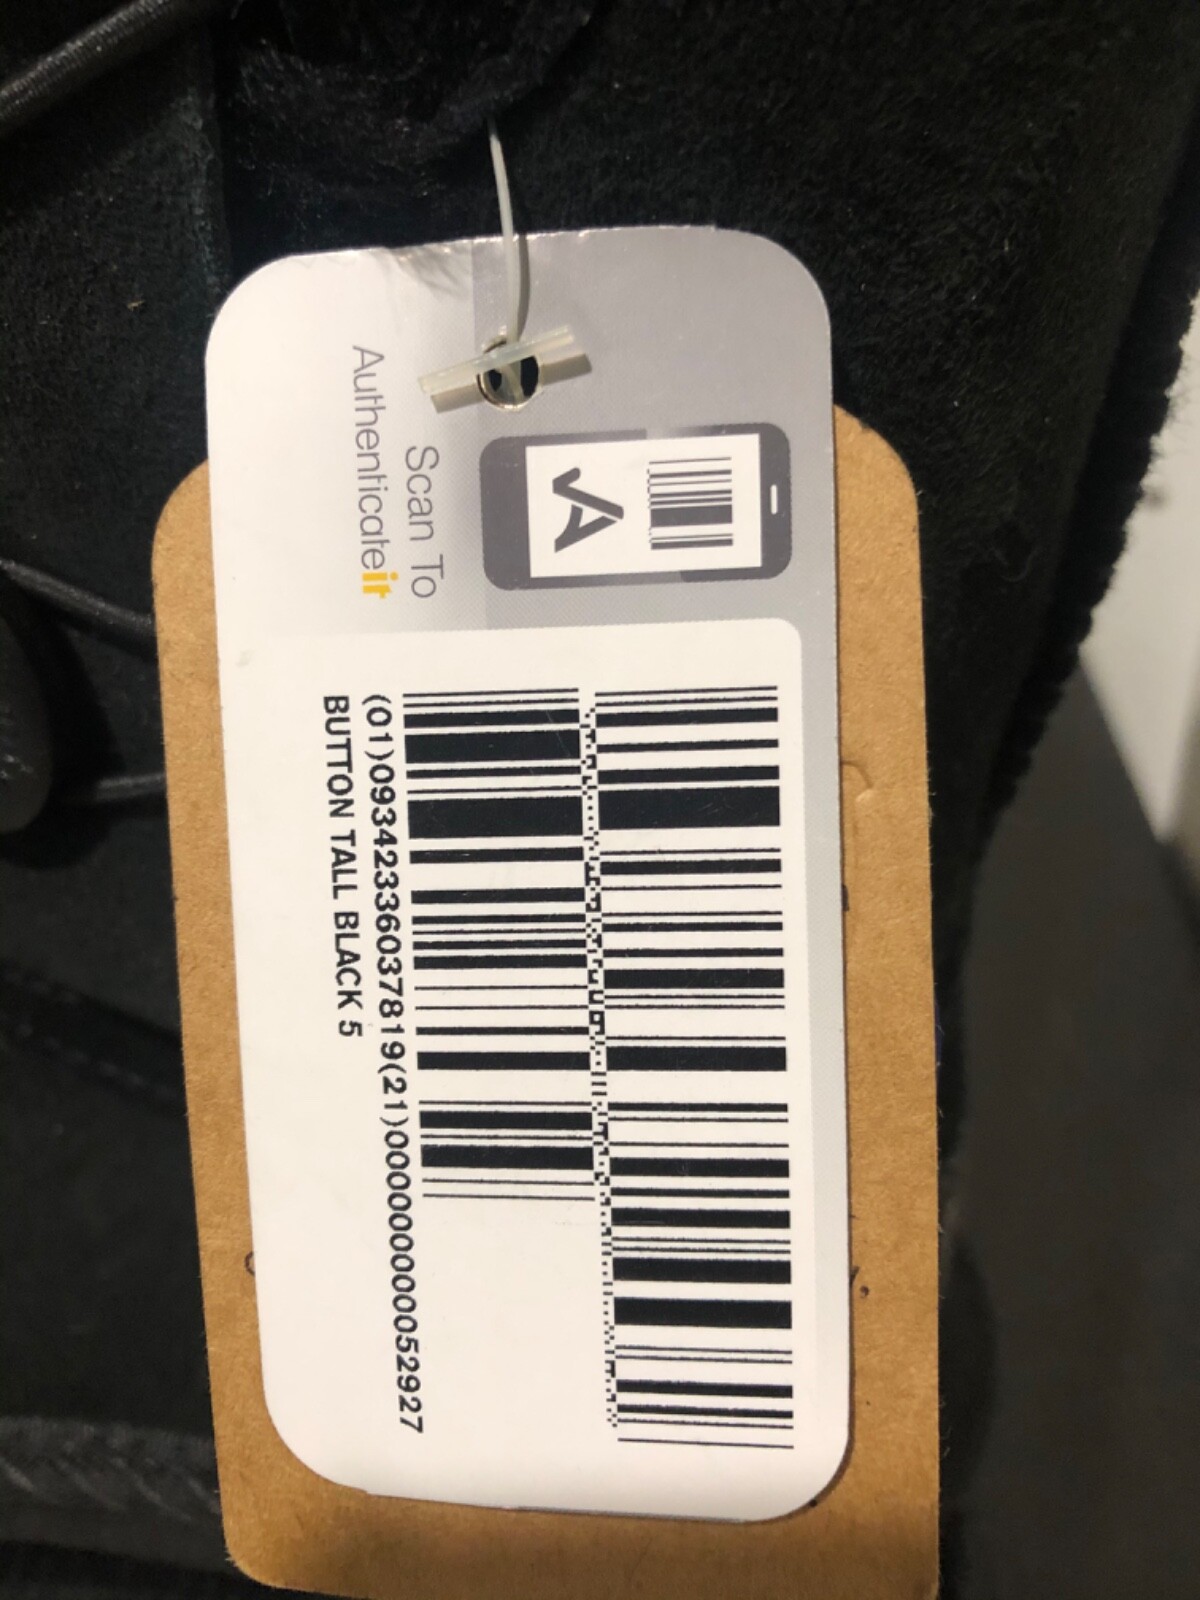 Scan To
Authenticateit
(01)09342336037819(21)000000000052927
BUTTON TALL BLACK 5